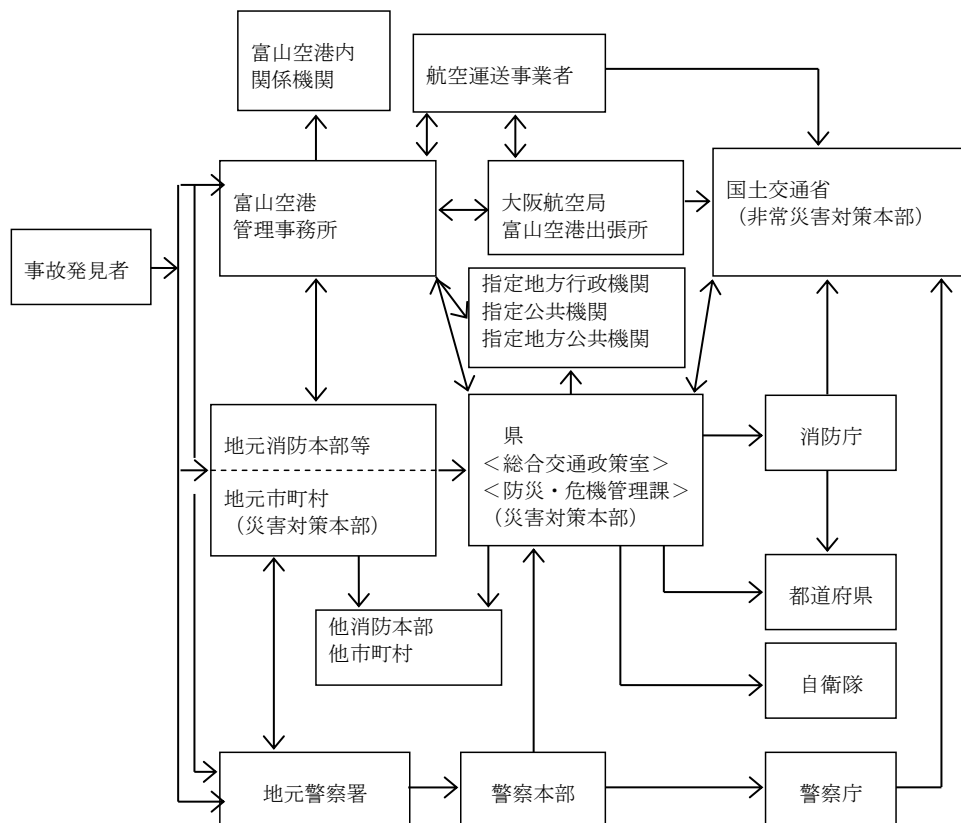 富山空港内
関係機関
航空運送事業者
富山空港
管理事務所
大阪航空局
富山空港出張所
国土交通省
（非常災害対策本部）
事故発見者
指定地方行政機関
指定公共機関
指定地方公共機関
地元消防本部等
地元市町村
（災害対策本部）
県
＜総合交通政策室＞
＜防災・危機管理課＞
（災害対策本部）
消防庁
都道府県
他消防本部
他市町村
自衛隊
地元警察署
警察本部
警察庁